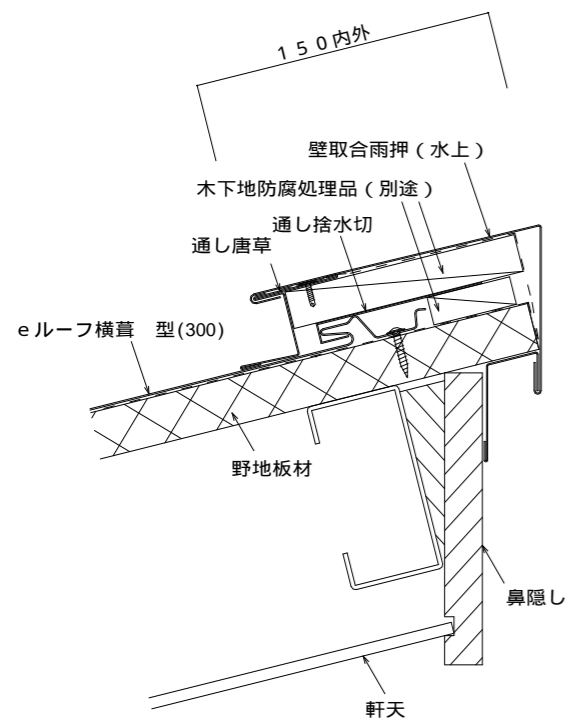 150内外
壁取合雨押(水上)
木下地防腐処理品(別途)
通し捨水切
通し唐草
eルーフ横葺 型(300)
野地板材
鼻隠し
軒天